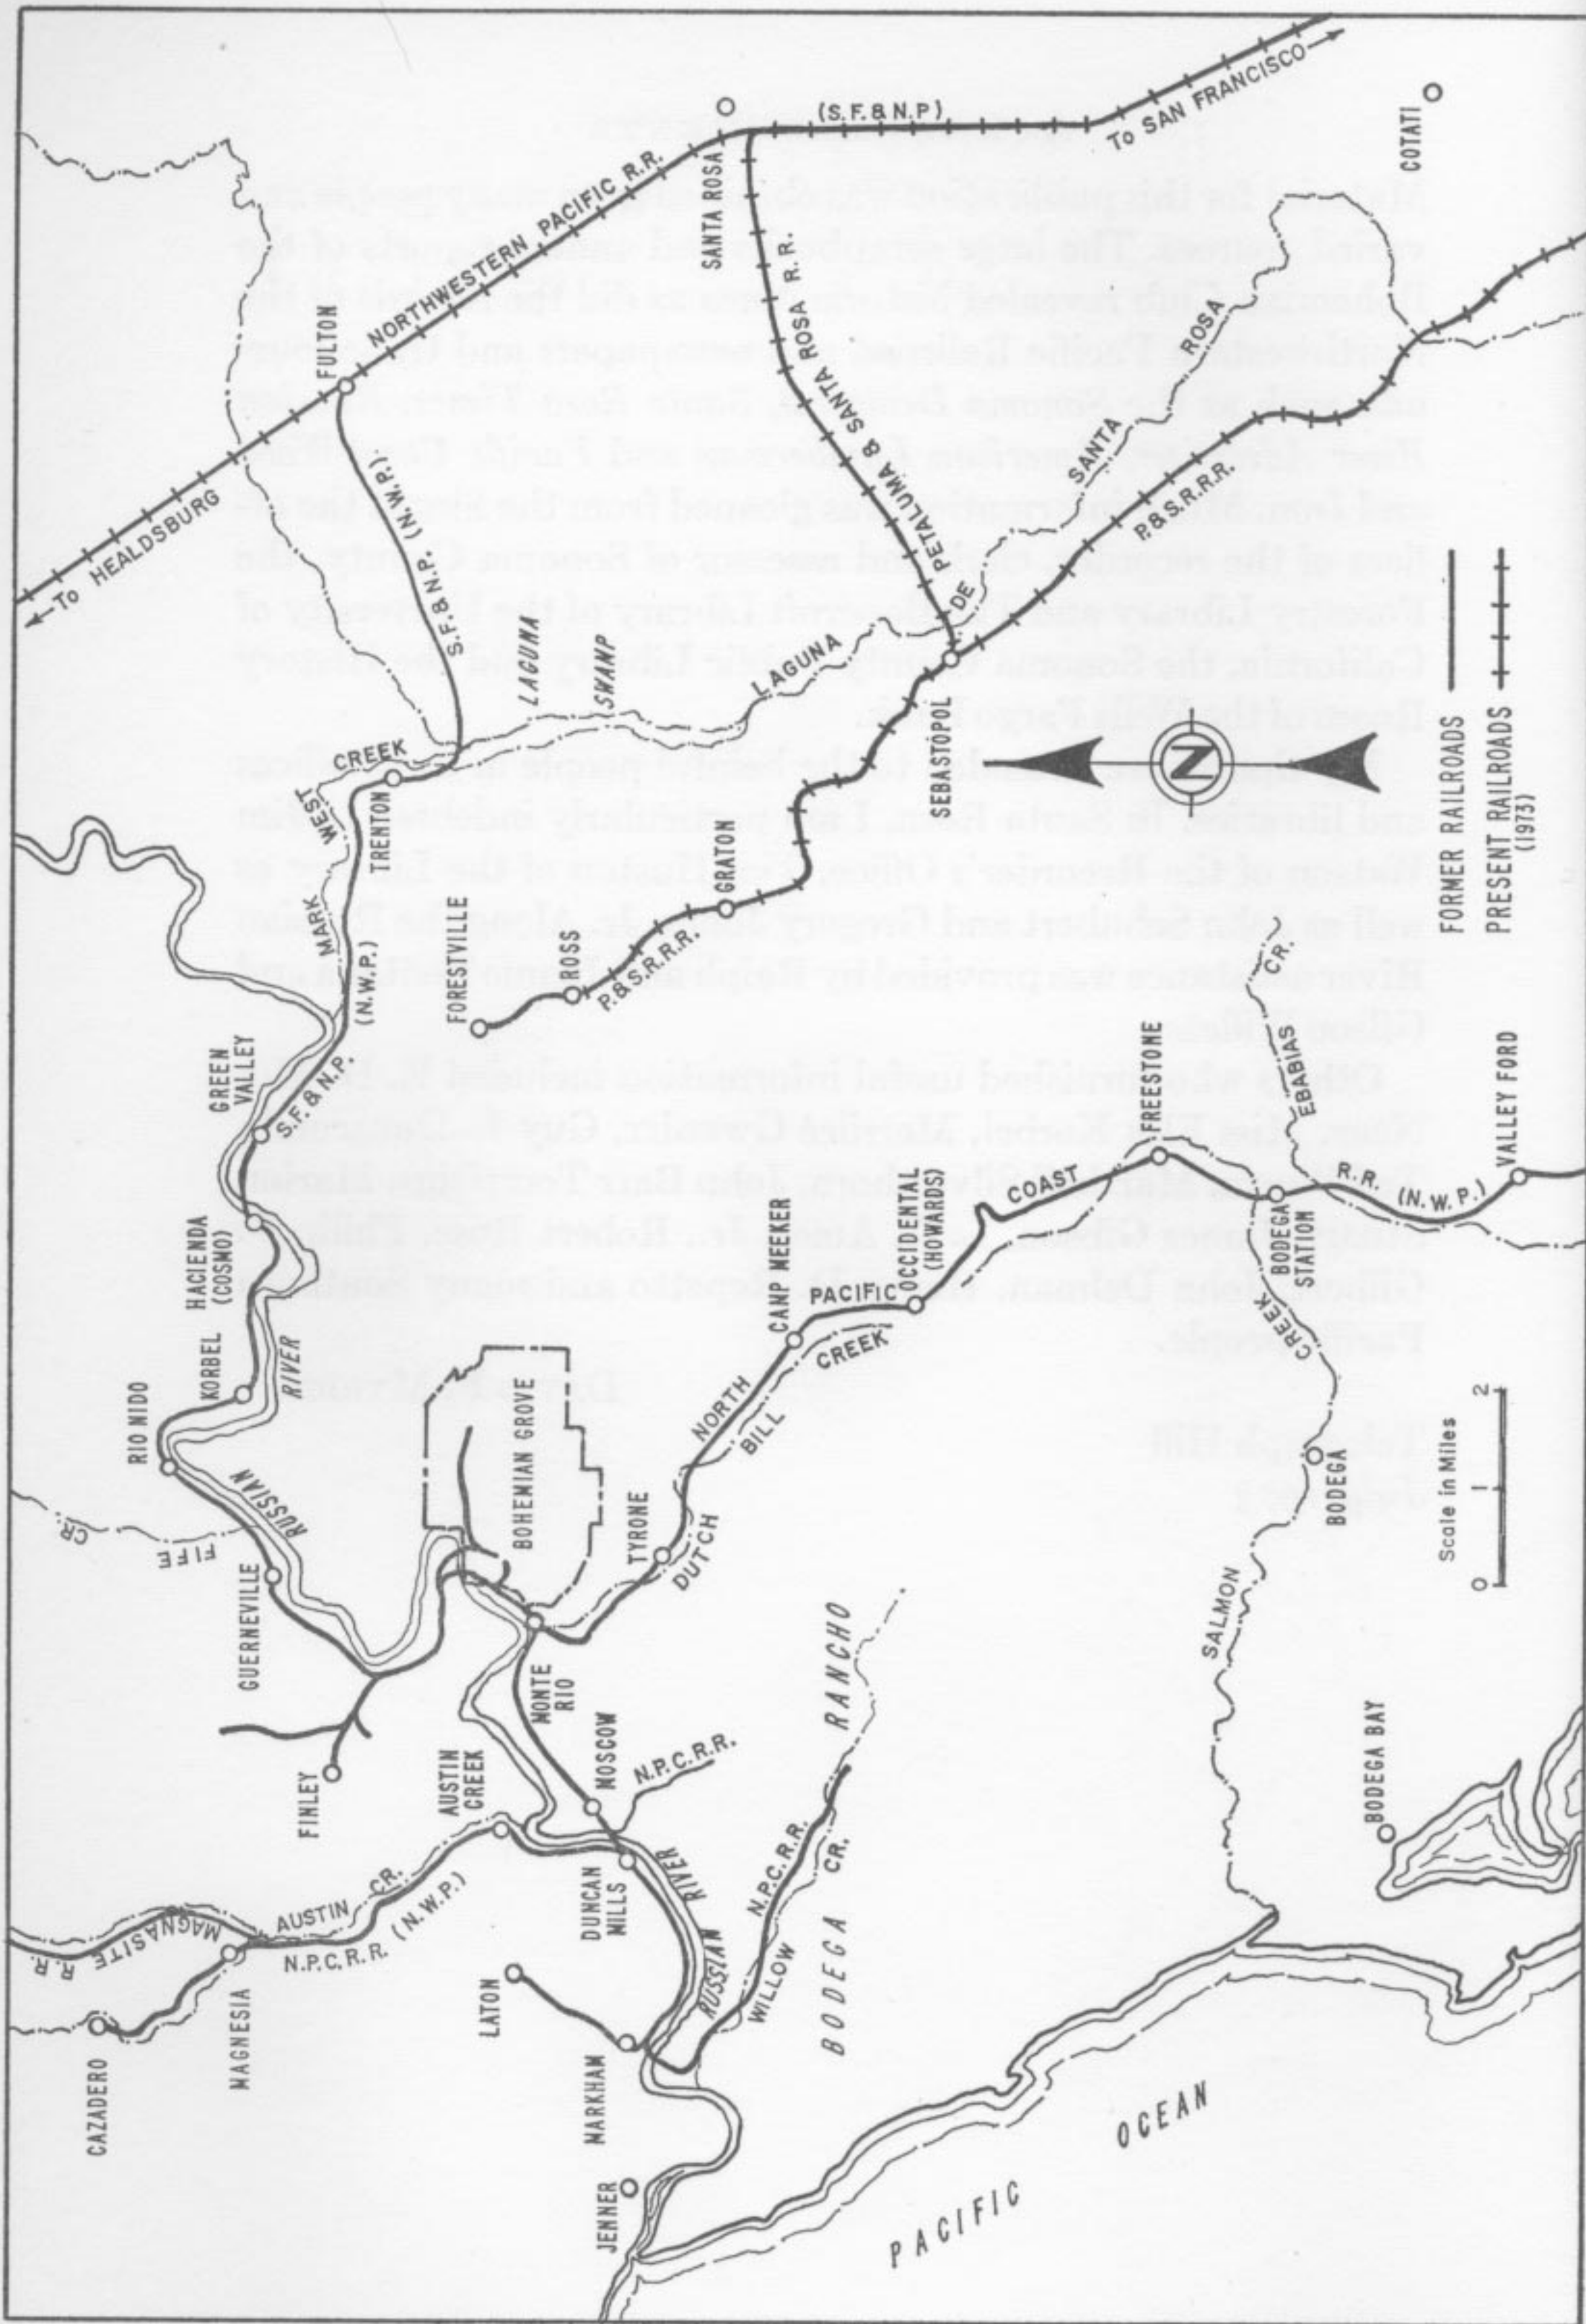 CAZADERO
MAGNASITE R.R.
MAGNESIA
AUSTIN CR.
N.P.C.R.R. (N.W.P.)
FINLEY
GUERNEVILLE
FIFE CR.
RIO NIDO
KORBEL
HACIENDA
(COSMO)
GREEN
VALLEY
RUSSIAN RIVER
S.F. & N.P. (N.W.P.)
MARK WEST CREEK
TRENTON
To HEALDSBURG
FULTON
NORTHWESTERN PACIFIC R.R.
S.F. & N.P. (N.W.P.)
LAGUNA
SWAMP
SANTA ROSA
(S.F. & N.P)
To SAN FRANCISCO
COTATI
PETALUMA & SANTA ROSA R.R.
LAGUNA DE SANTA ROSA
P. & S.R.R.R.
SEBASTOPOL
GRATON
ROSS
P. & S.R.R.R.
FORESTVILLE
BOHEMIAN GROVE
AUSTIN
CREEK
MONTE
RIO
MOSCOW
N.P.C.R.R.
DUNCAN
MILLS
LATON
MARKHAM
RUSSIAN RIVER
JENNER
TYRONE
DUTCH BILL CREEK
NORTH PACIFIC COAST R.R. (N.W.P.)
CAMP MEEKER
OCCIDENTAL
(HOWARDS)
FREESTONE
EBABIAS CR.
BODEGA
STATION
VALLEY FORD
SALMON CREEK
BODEGA
WILLOW CR.
N.P.C.R.R.
BODEGA RANCHO
BODEGA BAY
PACIFIC OCEAN
N
Scale in Miles
0 1 2
FORMER RAILROADS
PRESENT RAILROADS
(1973)